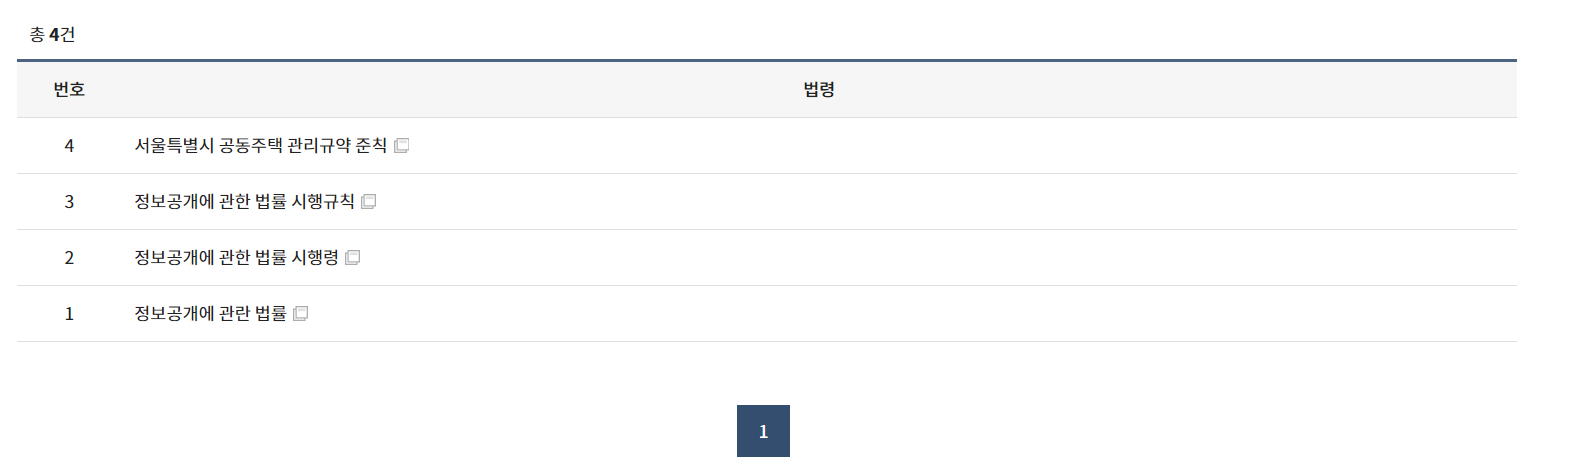 총 4건
번호 법령
4 서울특별시 공동주택 관리규약 준칙
3 정보공개에 관한 법률 시행규칙
2 정보공개에 관한 법률 시행령
1 정보공개에 관란 법률
1